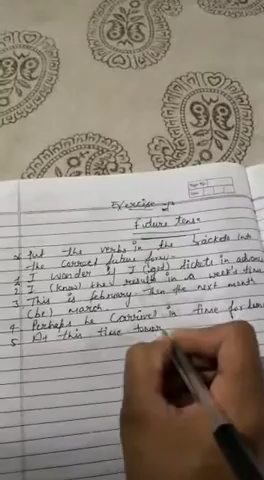 Exercise
Future Tense
Put the verbs in the brackets into
the correct future form.
1 I wonder if I (get) tickets in advance
2 I (know) the result in a week's time
3 This is february. Then the next month
(be) march.
4 Perhaps he (arrive) in time for
5 At this time tomor